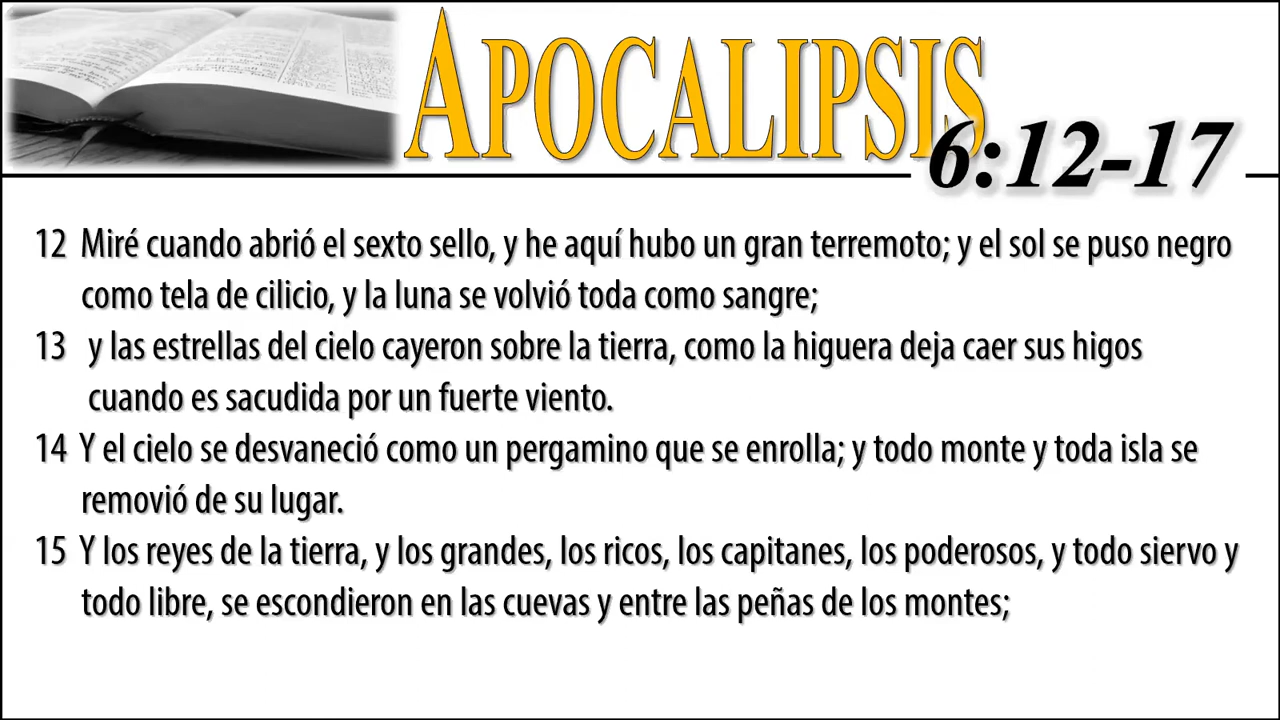 APOCALIPSIS
6:12-17
12 Miré cuando abrió el sexto sello, y he aquí hubo un gran terremoto; y el sol se puso negro
como tela de cilicio, y la luna se volvió toda como sangre;
13 y las estrellas del cielo cayeron sobre la tierra, como la higuera deja caer sus higos
cuando es sacudida por un fuerte viento.
14 Y el cielo se desvaneció como un pergamino que se enrolla; y todo monte y toda isla se
removió de su lugar.
15 Y los reyes de la tierra, y los grandes, los ricos, los capitanes, los poderosos, y todo siervo y
todo libre, se escondieron en las cuevas y entre las peñas de los montes;